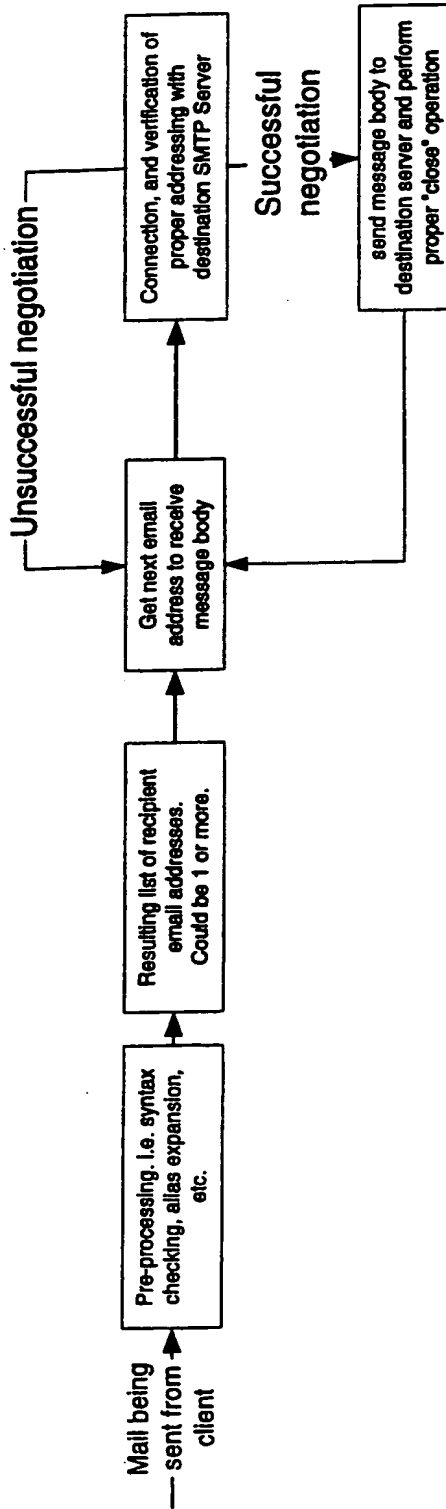 Mail being
sent from
client
Pre-processing. i.e. syntax
checking, alias expansion,
etc.
Resulting list of recipient
email addresses.
Could be 1 or more.
Get next email
address to receive
message body
Unsuccessful negotiation
Connection, and verification of
proper addressing with
destination SMTP Server
Successful
negotiation
send message body to
destination server and perform
proper "close" operation